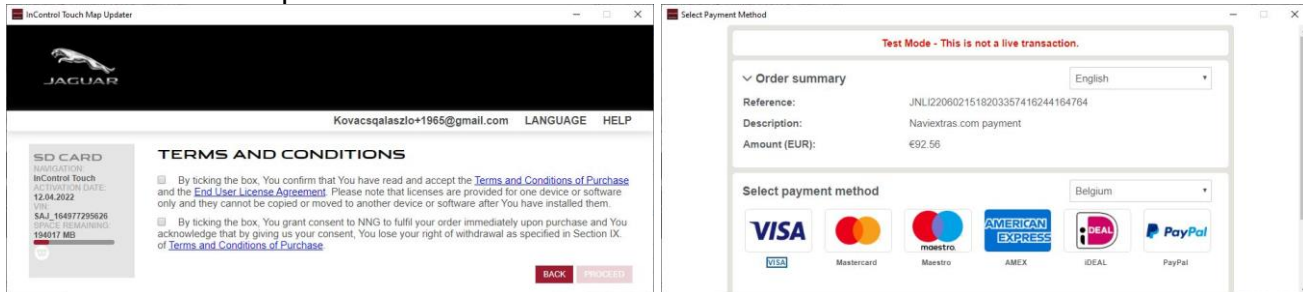 InControl Touch Map Updater
JAGUAR
Kovacsqalaszlo+1965@gmail.com LANGUAGE HELP
SD CARD
NAVIGATION:
InControl Touch
ACTIVATION DATE:
12.04.2022
VIN:
SAJ_164977295626
SPACE REMAINING:
194017 MB
TERMS AND CONDITIONS
By ticking the box, You confirm that You have read and accept the Terms and Conditions of Purchase
and the End User License Agreement. Please note that licenses are provided for one device or software
only and they cannot be copied or moved to another device or software after You have installed them.
By ticking the box, You grant consent to NNG to fulfil your order immediately upon purchase and You
acknowledge that by giving us your consent, You lose your right of withdrawal as specified in Section IX.
of Terms and Conditions of Purchase.
BACK PROCEED
Select Payment Method
Test Mode - This is not a live transaction.
Order summary English
Reference: JNLI2206021518203357416244164764
Description: Naviextras.com payment
Amount (EUR): €92.56
Select payment method Belgium
VISA maestro. AMERICAN EXPRESS iDEAL PayPal
VISA Mastercard Maestro AMEX iDEAL PayPal